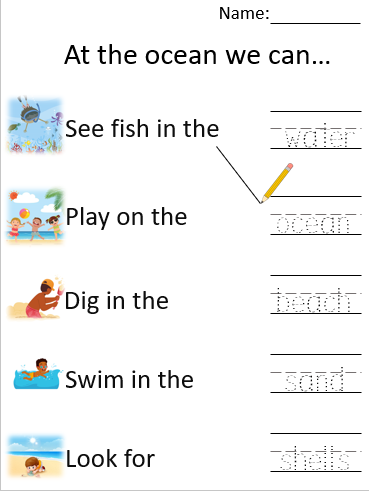 Name:
At the ocean we can…
See fish in the water
Play on the ocean
Dig in the beach
Swim in the sand
Look for shells